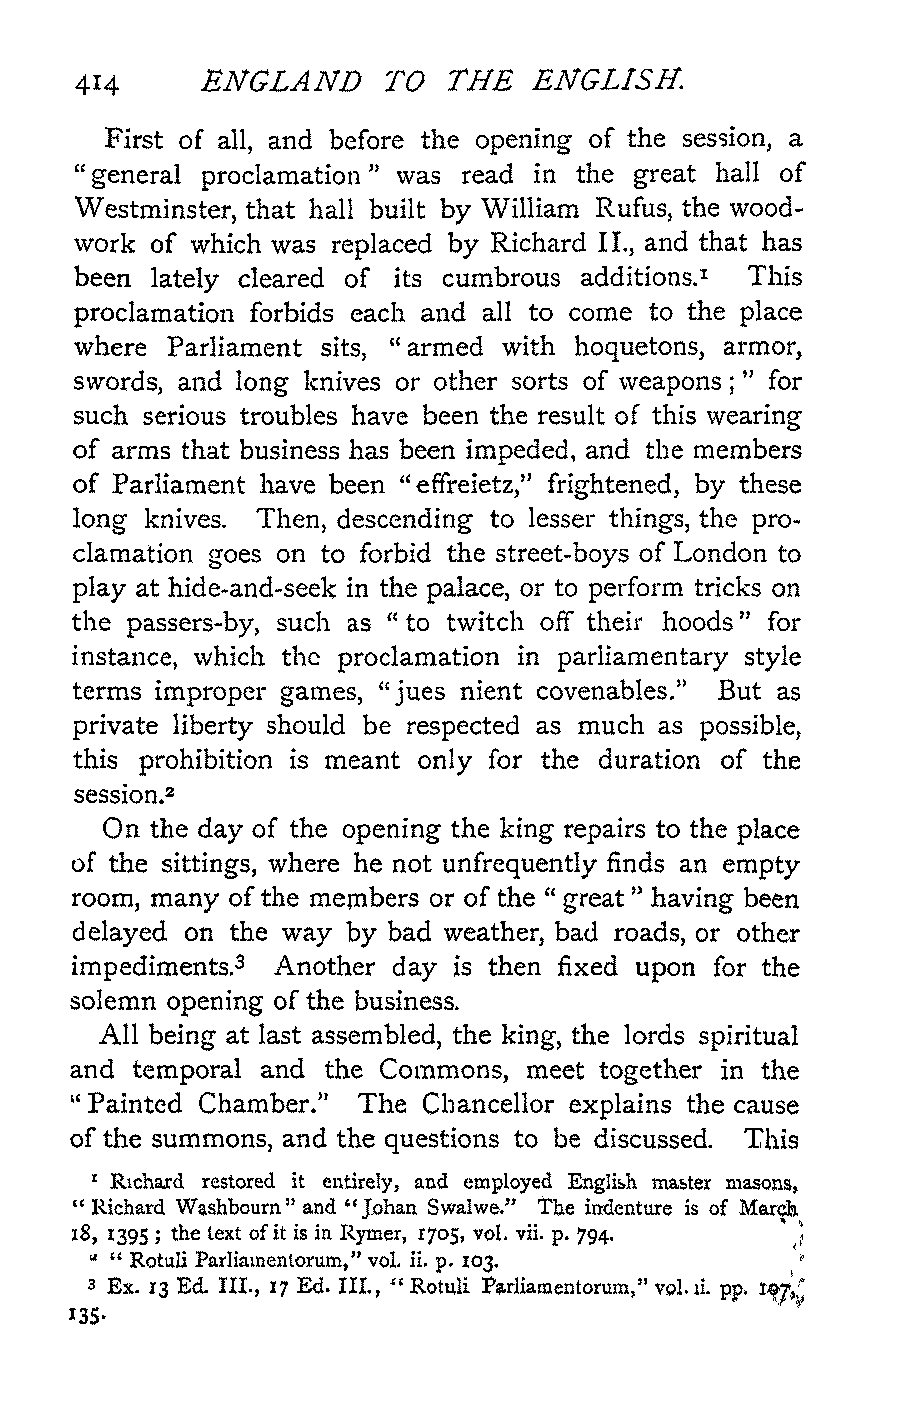 414 ENGLAND TO THE ENGLISH.
First of all, and before the opening of the session, a
“general proclamation” was read in the great hall of
Westminster, that hall built by William Rufus, the wood-
work of which was replaced by Richard II., and that has
been lately cleared of its cumbrous additions.¹ This
proclamation forbids each and all to come to the place
where Parliament sits, “armed with hoquetons, armor,
swords, and long knives or other sorts of weapons;” for
such serious troubles have been the result of this wearing
of arms that business has been impeded, and the members
of Parliament have been “effreietz,” frightened, by these
long knives. Then, descending to lesser things, the pro-
clamation goes on to forbid the street-boys of London to
play at hide-and-seek in the palace, or to perform tricks on
the passers-by, such as “to twitch off their hoods” for
instance, which the proclamation in parliamentary style
terms improper games, “jues nient covenables.” But as
private liberty should be respected as much as possible,
this prohibition is meant only for the duration of the
session.²
On the day of the opening the king repairs to the place
of the sittings, where he not unfrequently finds an empty
room, many of the members or of the “great” having been
delayed on the way by bad weather, bad roads, or other
impediments.³ Another day is then fixed upon for the
solemn opening of the business.
All being at last assembled, the king, the lords spiritual
and temporal and the Commons, meet together in the
“Painted Chamber.” The Chancellor explains the cause
of the summons, and the questions to be discussed. This
¹ Richard restored it entirely, and employed English master masons,
“Richard Washbourn” and “Johan Swalwe.” The indenture is of March
18, 1395; the text of it is in Rymer, 1705, vol. vii. p. 794.
² “Rotuli Parliamentorum,” vol. ii. p. 103.
³ Ex. 13 Ed. III., 17 Ed. III., “Rotuli Parliamentorum,” vol. ii. pp. 107,
135.